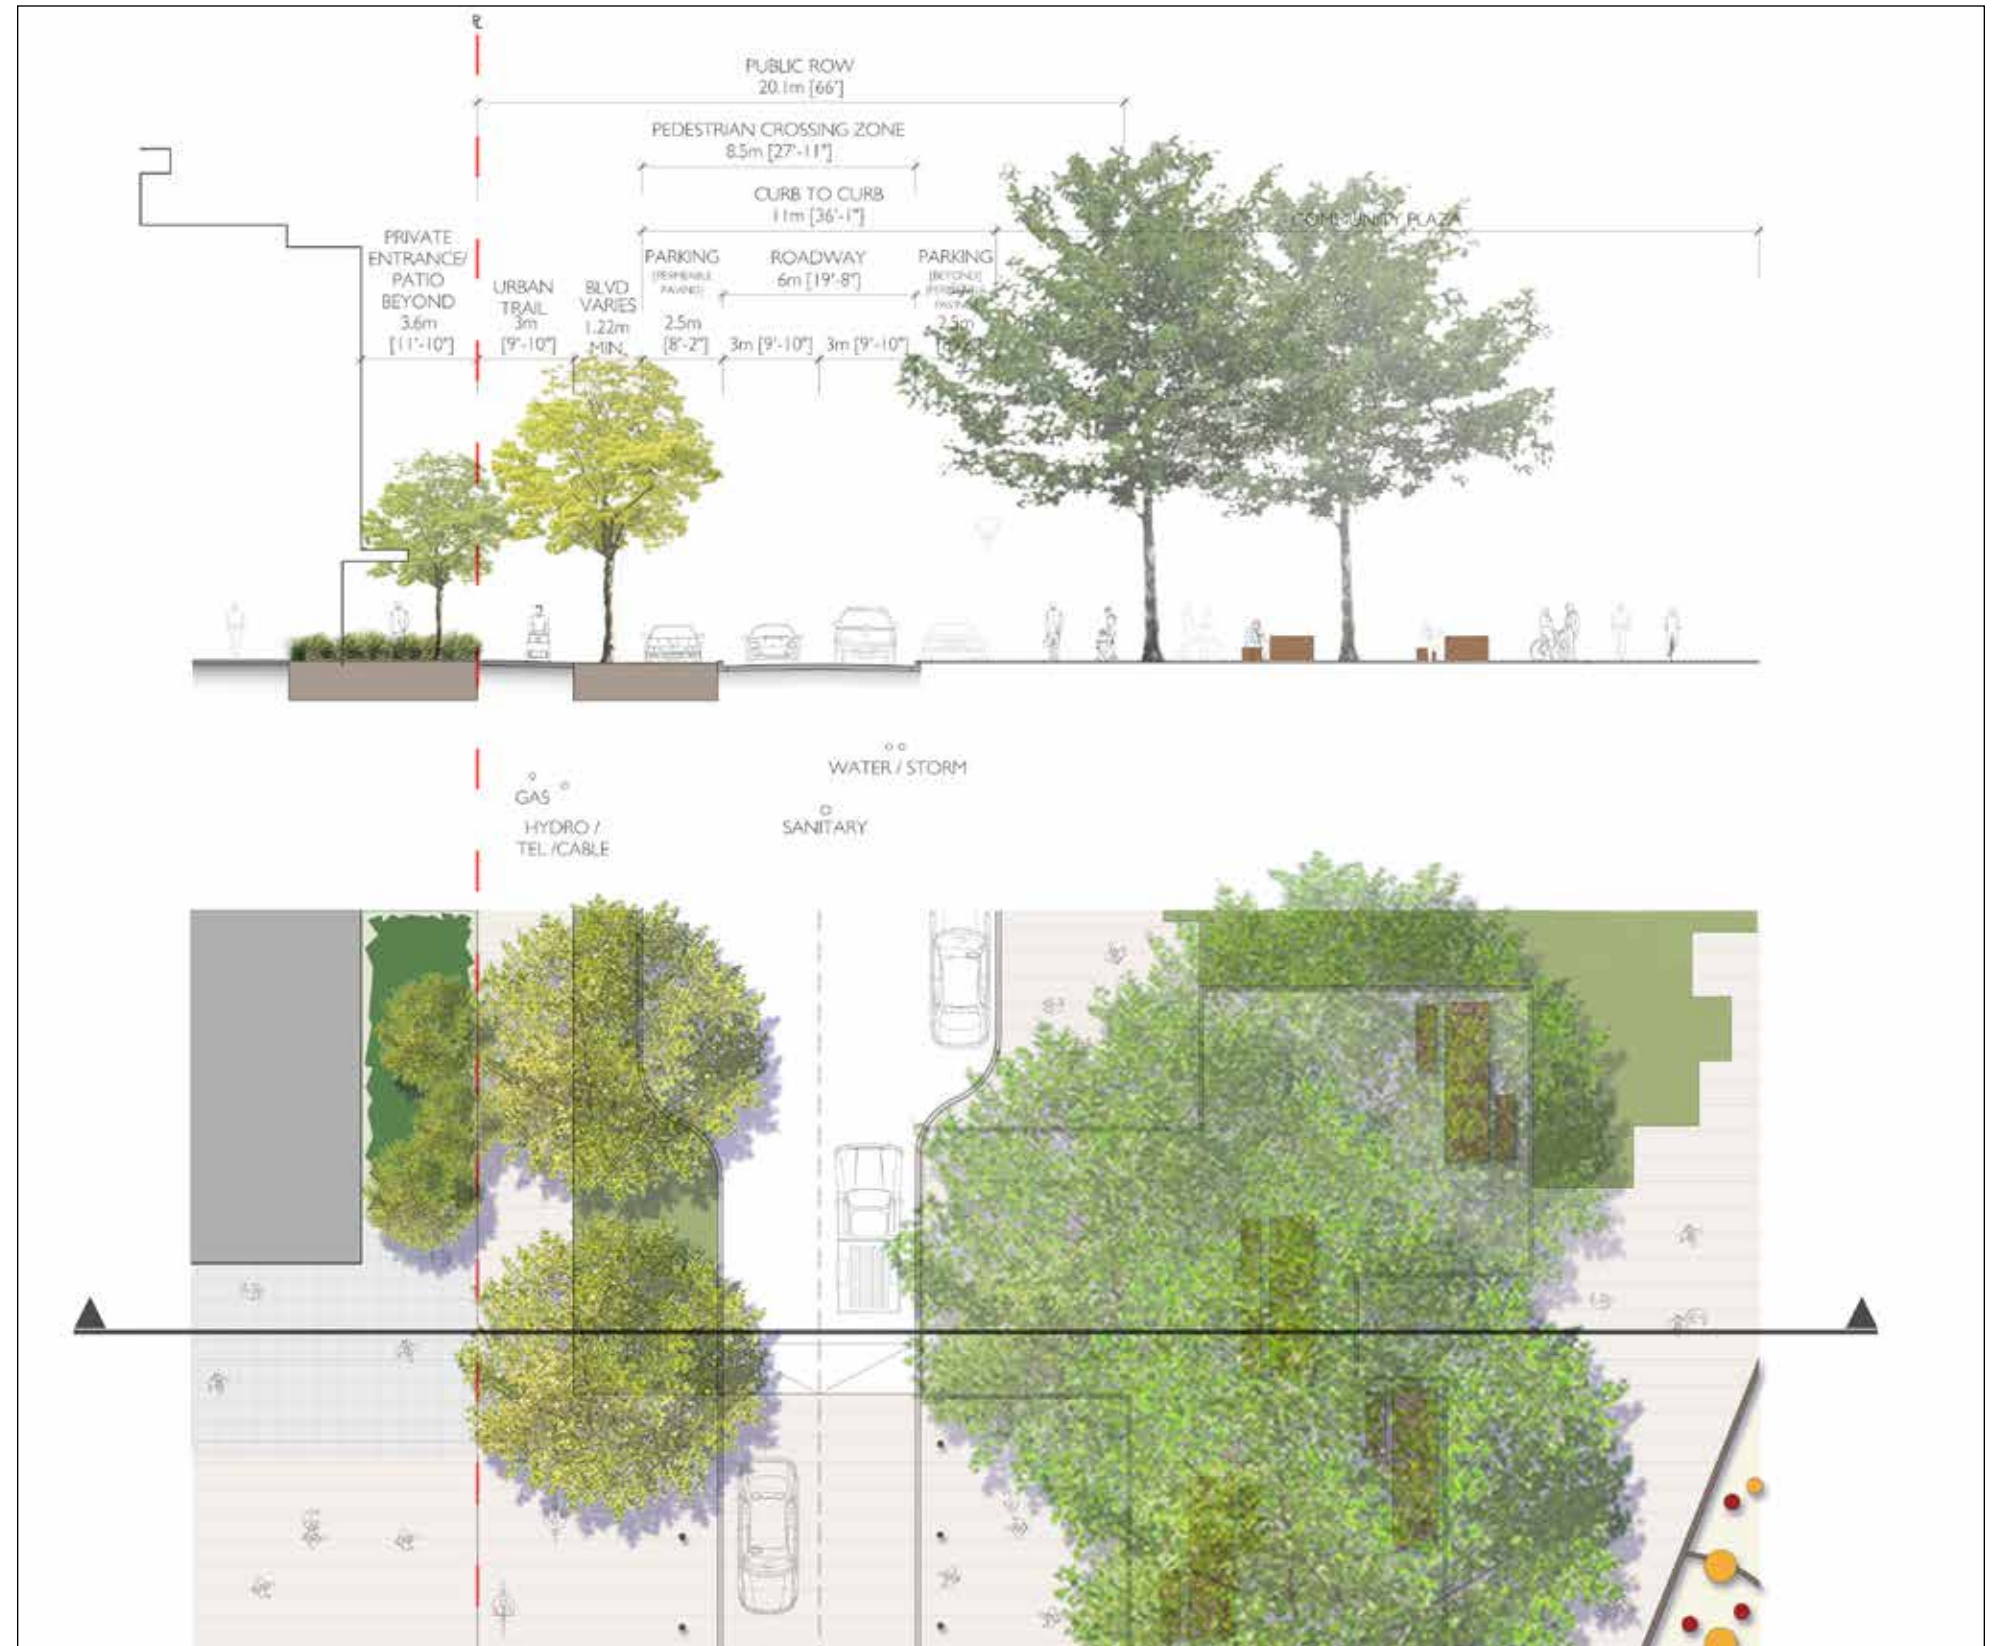 PUBLIC ROW
20.1m [66']
PEDESTRIAN CROSSING ZONE
8.5m [27'-11"]
CURB TO CURB
11m [36'-1"]
COMMUNITY PLAZA
PRIVATE
ENTRANCE/
PATIO
BEYOND
3.6m
[11'-10"]
URBAN
TRAIL
3m
[9'-10"]
BLVD
VARIES
1.22m
MIN.
PARKING
[PERMEABLE
PAVING]
2.5m
[8'-2"]
ROADWAY
6m [19'-8"]
3m [9'-10"]
3m [9'-10"]
PARKING
[BEYOND]
2.5m
WATER / STORM
GAS
HYDRO /
TEL /CABLE
SANITARY